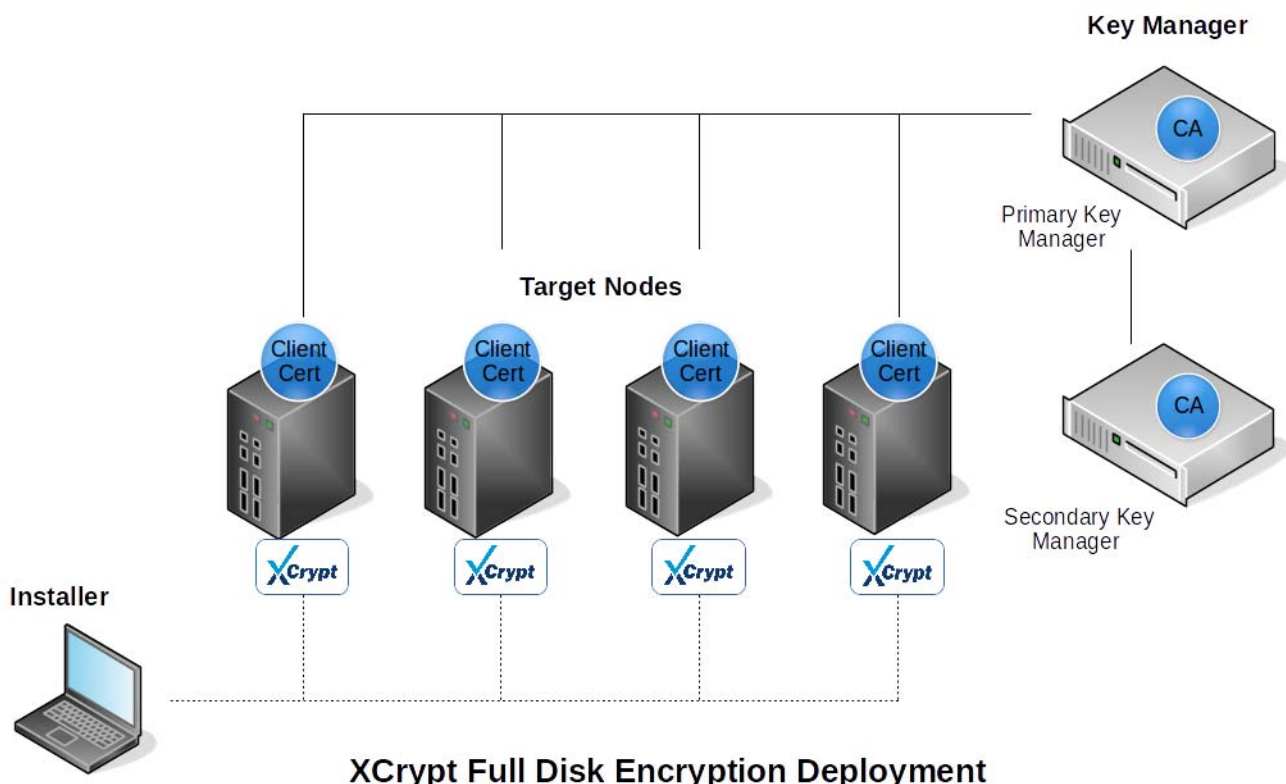 Key Manager
CA
Primary Key
Manager
Target Nodes
Client
Cert
Client
Cert
Client
Cert
Client
Cert
CA
Secondary Key
Manager
XCrypt
XCrypt
XCrypt
XCrypt
Installer
XCrypt Full Disk Encryption Deployment